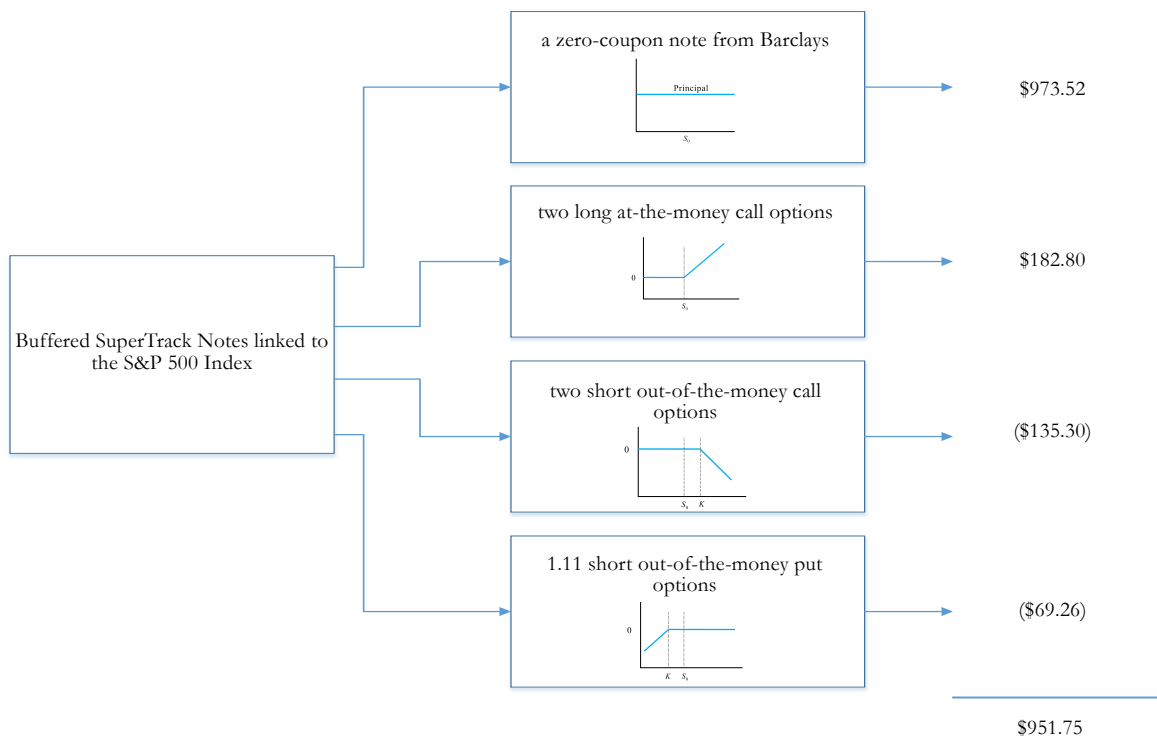 a zero-coupon note from Barclays
Principal
S₀
$973.52
two long at-the-money call options
0
S₀
$182.80
Buffered SuperTrack Notes linked to
the S&P 500 Index
two short out-of-the-money call
options
0
S₀ K
($135.30)
1.11 short out-of-the-money put
options
0
K S₀
($69.26)
$951.75